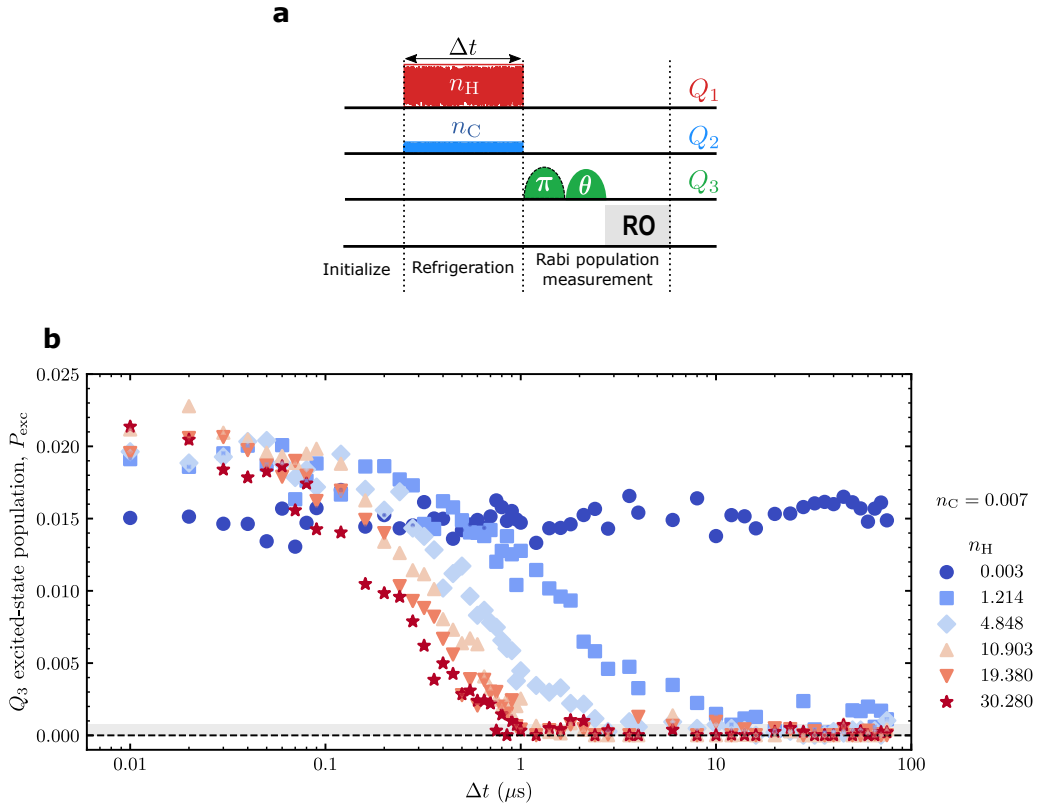 a
Δt
n_H
Q_1
n_C
Q_2
π θ
Q_3
RO
Initialize
Refrigeration
Rabi population
measurement
b
Q_3 excited-state population, P_exc
0.025
0.020
0.015
0.010
0.005
0.000
0.01
0.1
1
10
100
Δt (μs)
n_C = 0.007
n_H
0.003
1.214
4.848
10.903
19.380
30.280